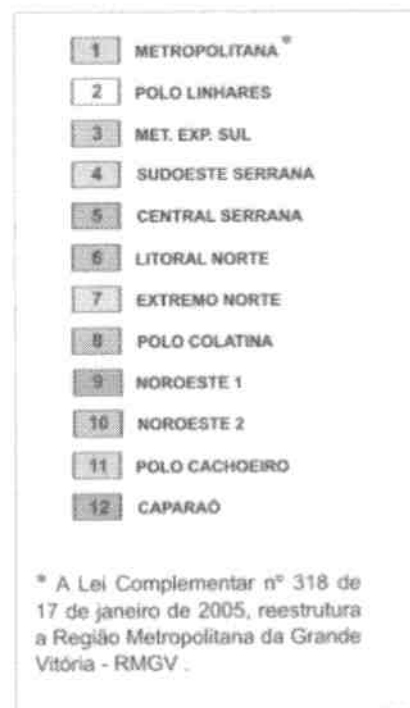 1 METROPOLITANA*
2 POLO LINHARES
3 MET. EXP. SUL
4 SUDOESTE SERRANA
5 CENTRAL SERRANA
6 LITORAL NORTE
7 EXTREMO NORTE
8 POLO COLATINA
9 NOROESTE 1
10 NOROESTE 2
11 POLO CACHOEIRO
12 CAPARAÓ
* A Lei Complementar nº 318 de
17 de janeiro de 2005, reestrutura
a Região Metropolitana da Grande
Vitória - RMGV .